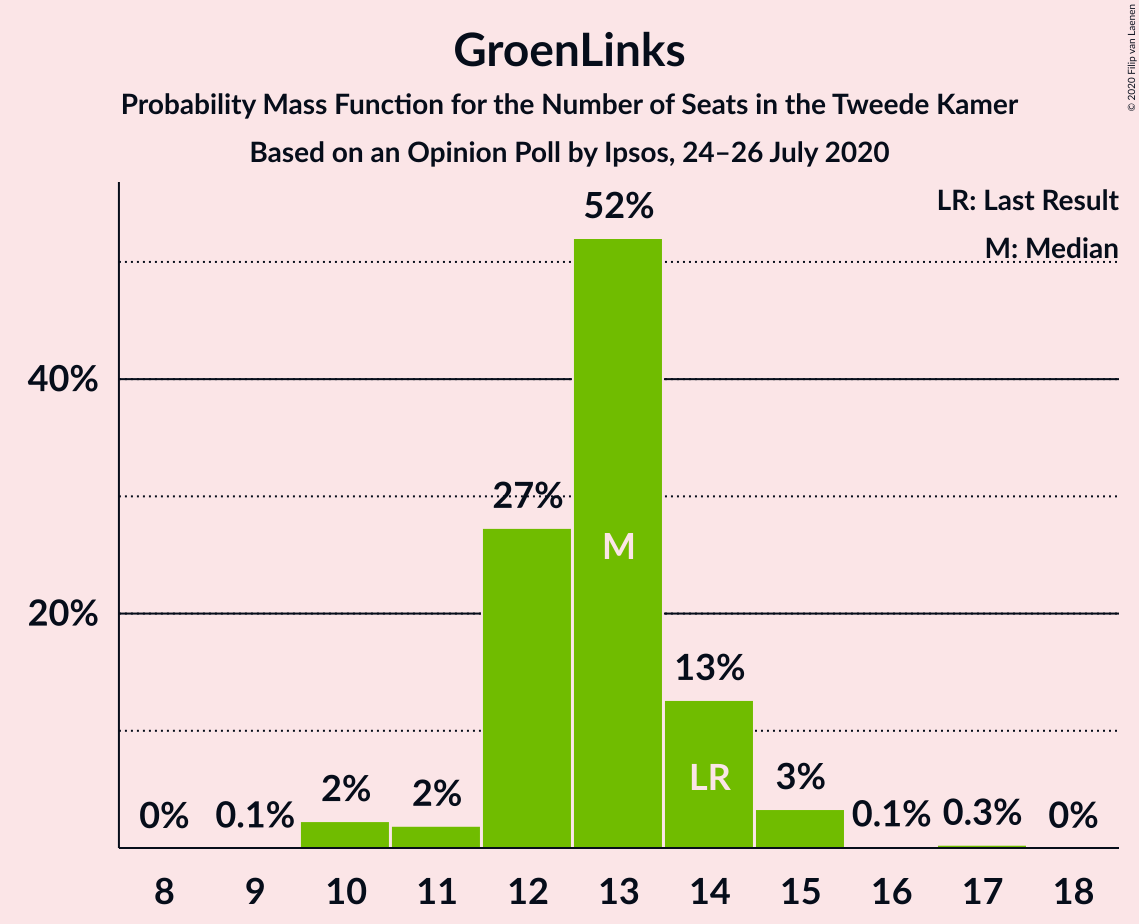 GroenLinks
Probability Mass Function for the Number of Seats in the Tweede Kamer
Based on an Opinion Poll by Ipsos, 24–26 July 2020
© 2020 Filip van Laenen
LR: Last Result
M: Median
40%
20%
0%
0.1%
2%
2%
27%
52%
M
13%
LR
3%
0.1%
0.3%
0%
8 9 10 11 12 13 14 15 16 17 18